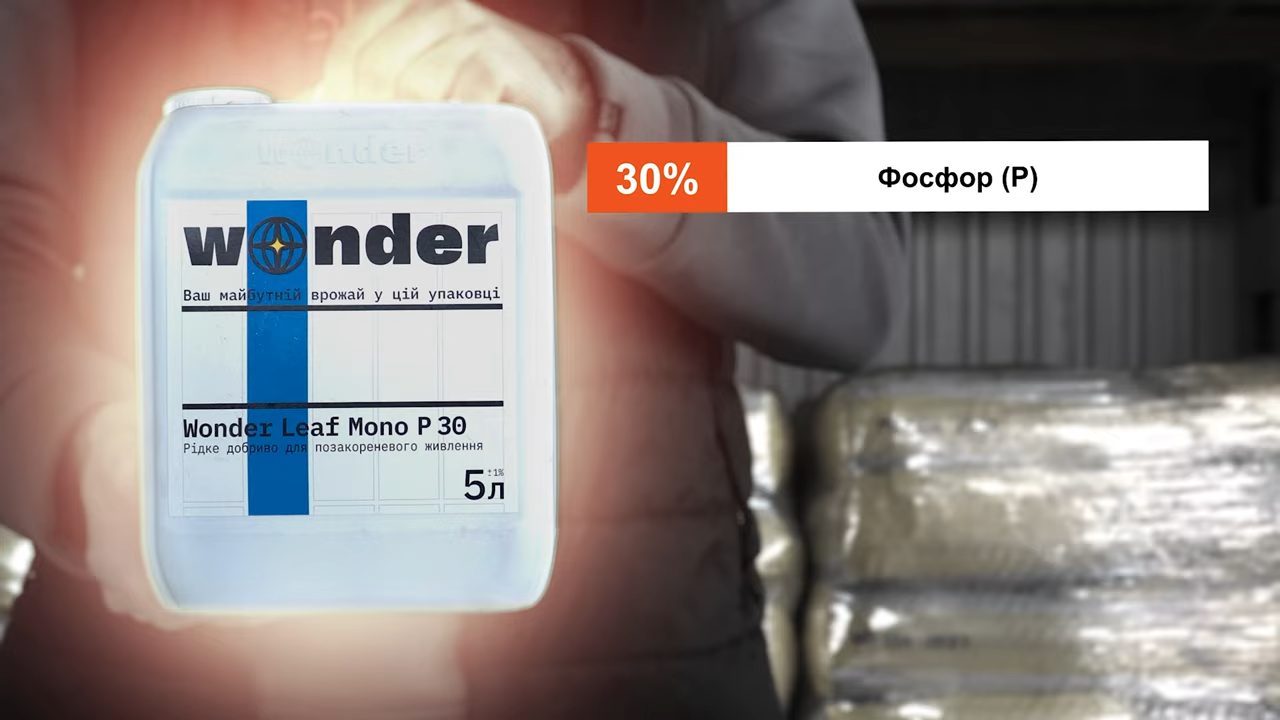 wonder
wonder
Ваш майбутній врожай у цій упаковці
Wonder Leaf Mono P 30
Рідке добриво для позакореневого живлення
5л ±1%
30% Фосфор (P)